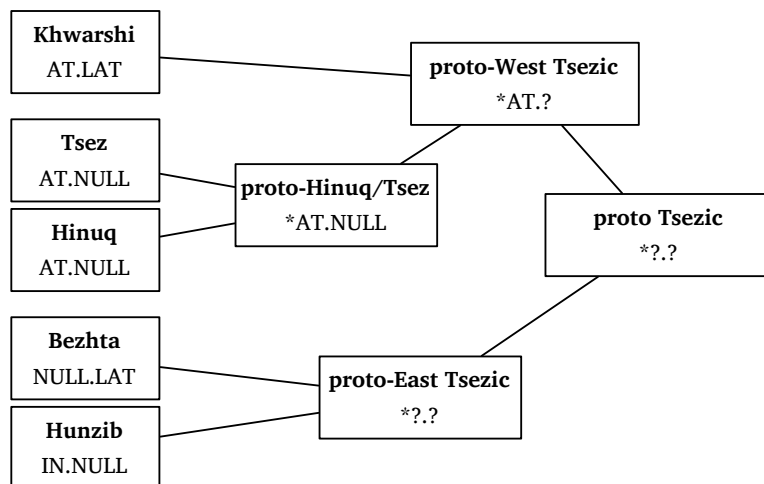 Khwarshi
AT.LAT
proto-West Tsezic
*AT.?
Tsez
AT.NULL
proto-Hinuq/Tsez
*AT.NULL
Hinuq
AT.NULL
proto Tsezic
*?.?
Bezhta
NULL.LAT
proto-East Tsezic
*?.?
Hunzib
IN.NULL